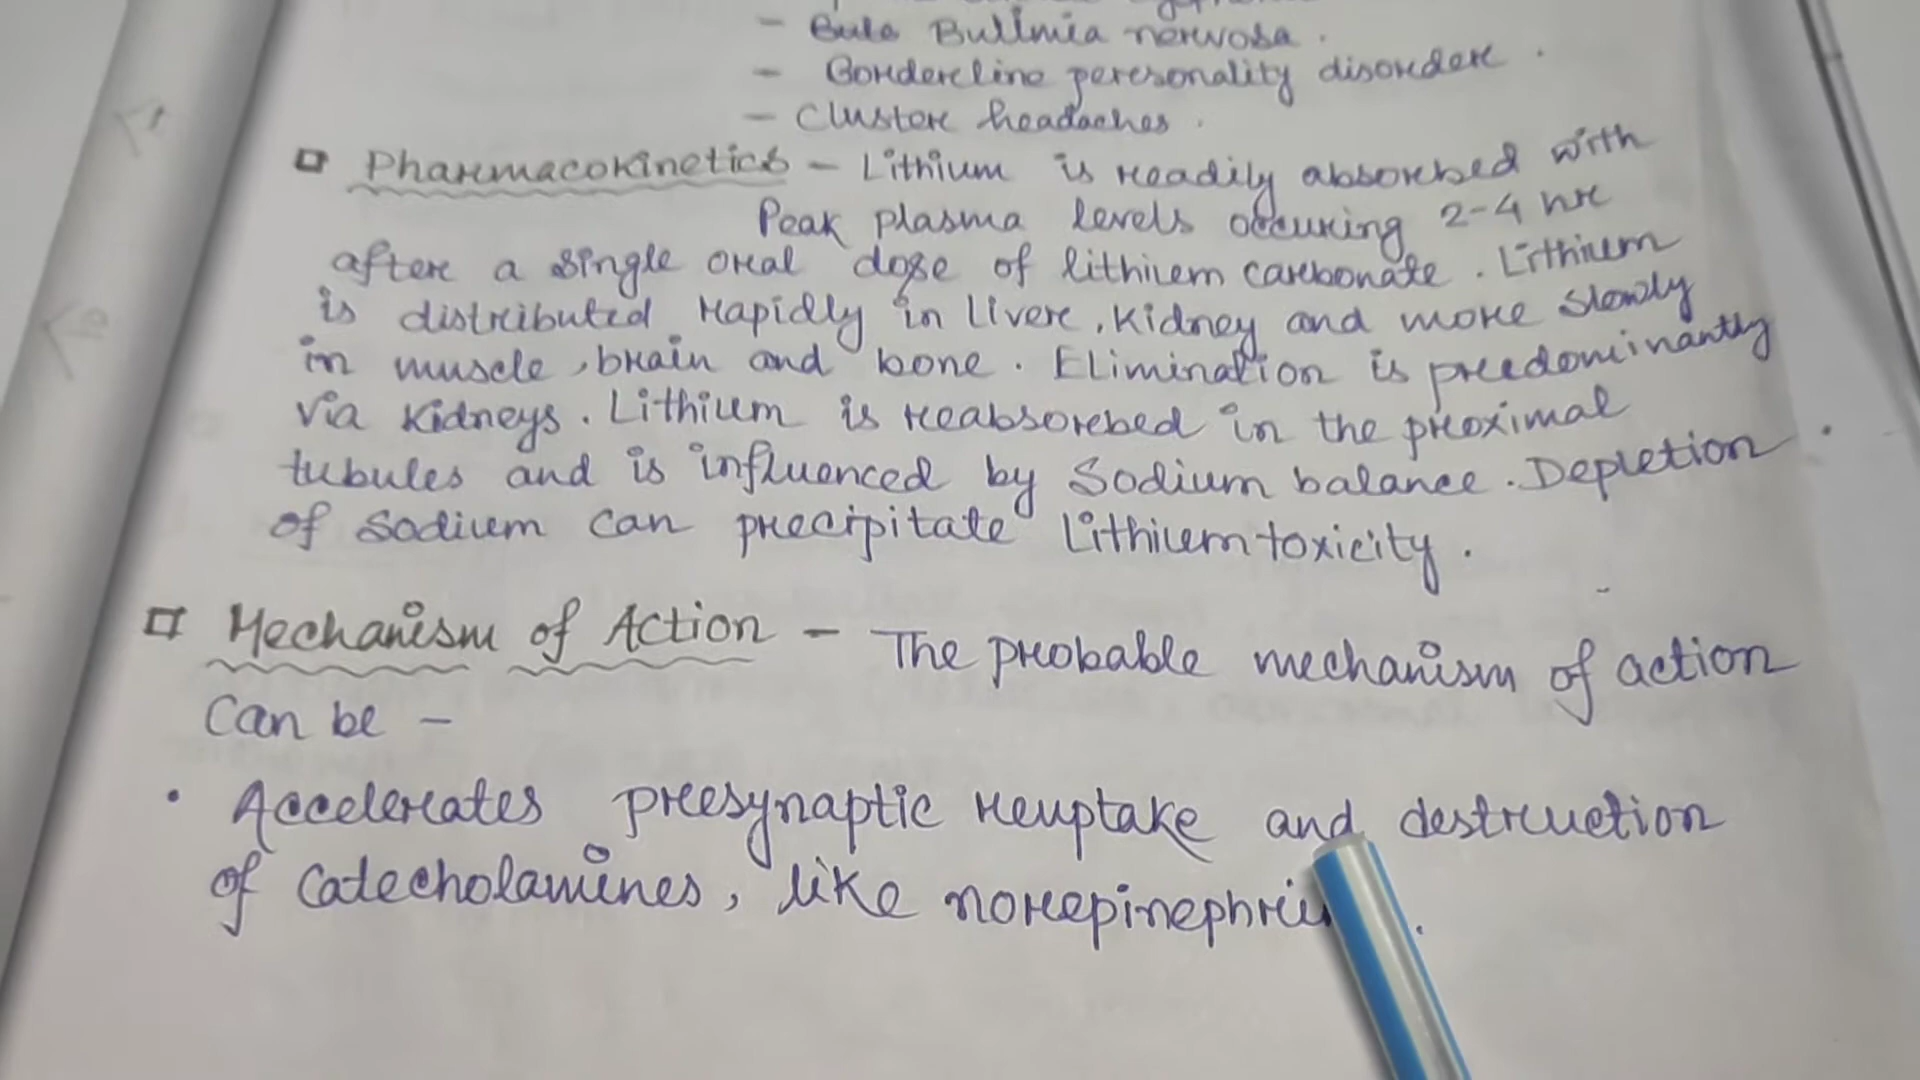 - Bula Bullmia nervosa.
- Borderline personality disorder.
- Cluster headaches.
Pharmacokinetics - Lithium is readily absorbed with
Peak plasma levels occuring 2-4 hr
after a single oral dose of lithium carbonate. Lithium
is distributed rapidly in liver, kidney and more slowly
in muscle, brain and bone. Elimination is predominantly
via kidneys. Lithium is reabsorbed in the proximal
tubules and is influenced by Sodium balance. Depletion
of Sodium can precipitate Lithium toxicity.
Mechanism of Action - The probable mechanism of action
Can be -
• Accelerates presynaptic reuptake and destruction
of Catecholamines, like